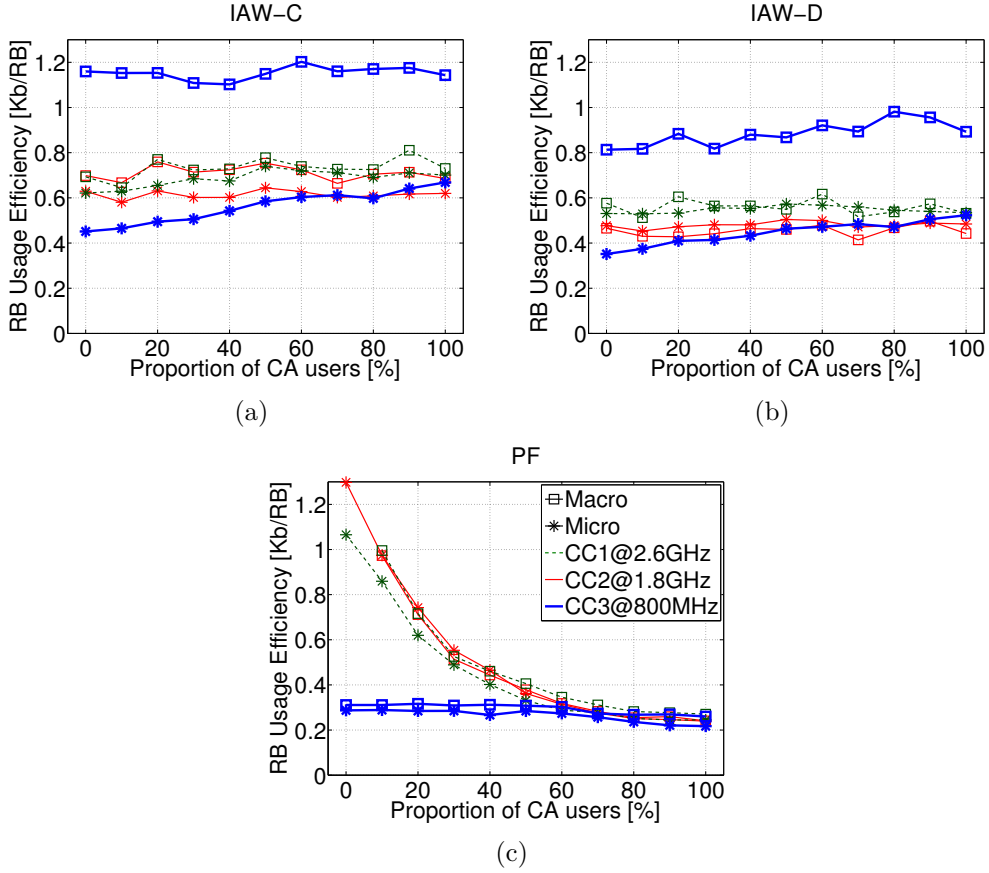 IAW-C
RB Usage Efficiency [Kb/RB]
1.2
1
0.8
0.6
0.4
0.2
0
0 20 40 60 80 100
Proportion of CA users [%]
(a)
IAW-D
RB Usage Efficiency [Kb/RB]
1.2
1
0.8
0.6
0.4
0.2
0
0 20 40 60 80 100
Proportion of CA users [%]
(b)
PF
RB Usage Efficiency [Kb/RB]
1.2
1
0.8
0.6
0.4
0.2
0
0 20 40 60 80 100
Proportion of CA users [%]
Macro
Micro
CC1@2.6GHz
CC2@1.8GHz
CC3@800MHz
(c)